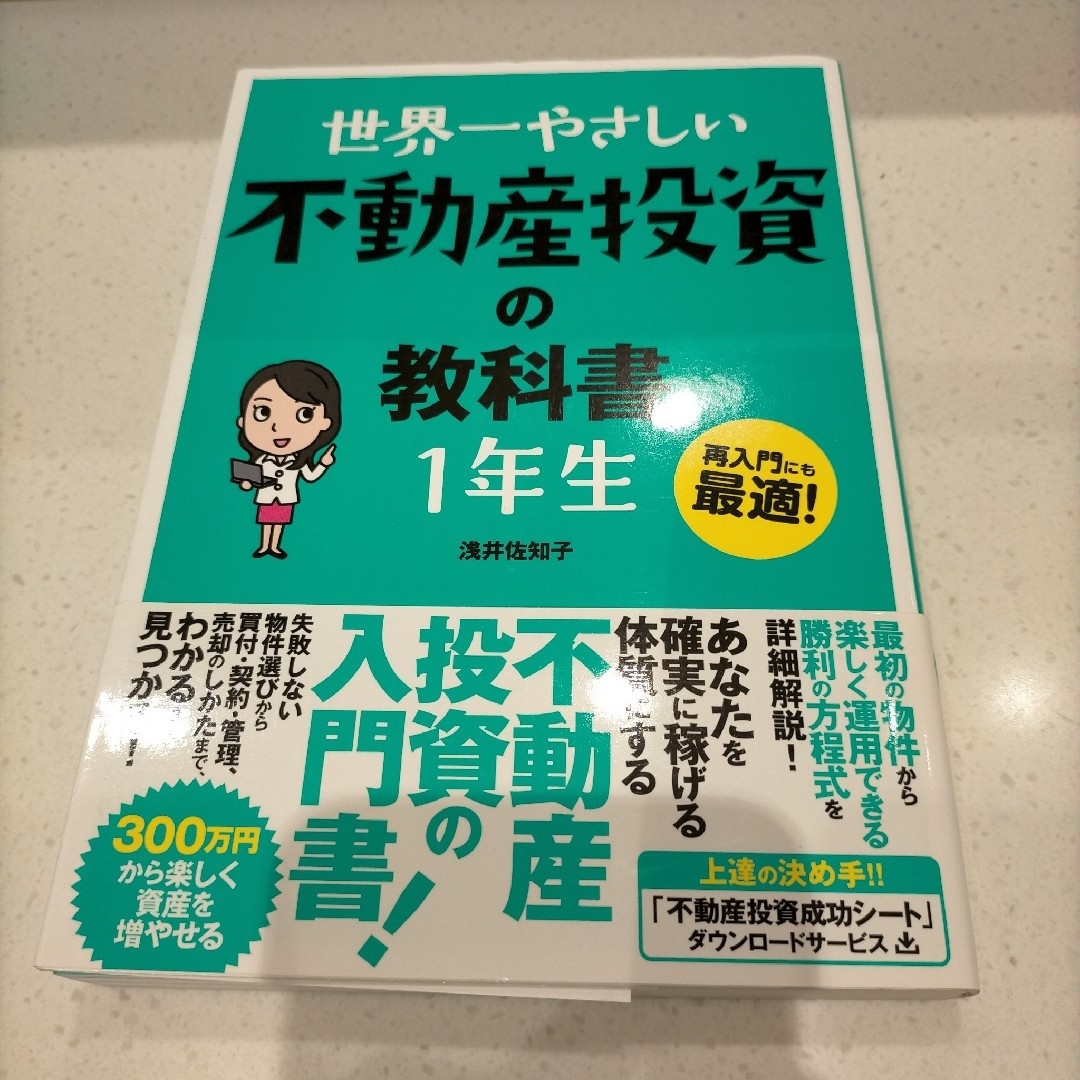 世界一やさしい
不動産投資
の
教科書
1年生
再入門にも
最適!
浅井佐知子
最初の物件から
楽しく運用できる
勝利の方程式を
詳細解説!
あなたを
確実に稼げる
体質にする
不動産
投資の
入門書!
失敗しない
物件選びから
買付・契約・管理、
売却のしかたまで、
わかる
見つか
300万円
から楽しく
資産を
増やせる
上達の決め手!!
「不動産投資成功シート」
ダウンロードサービス